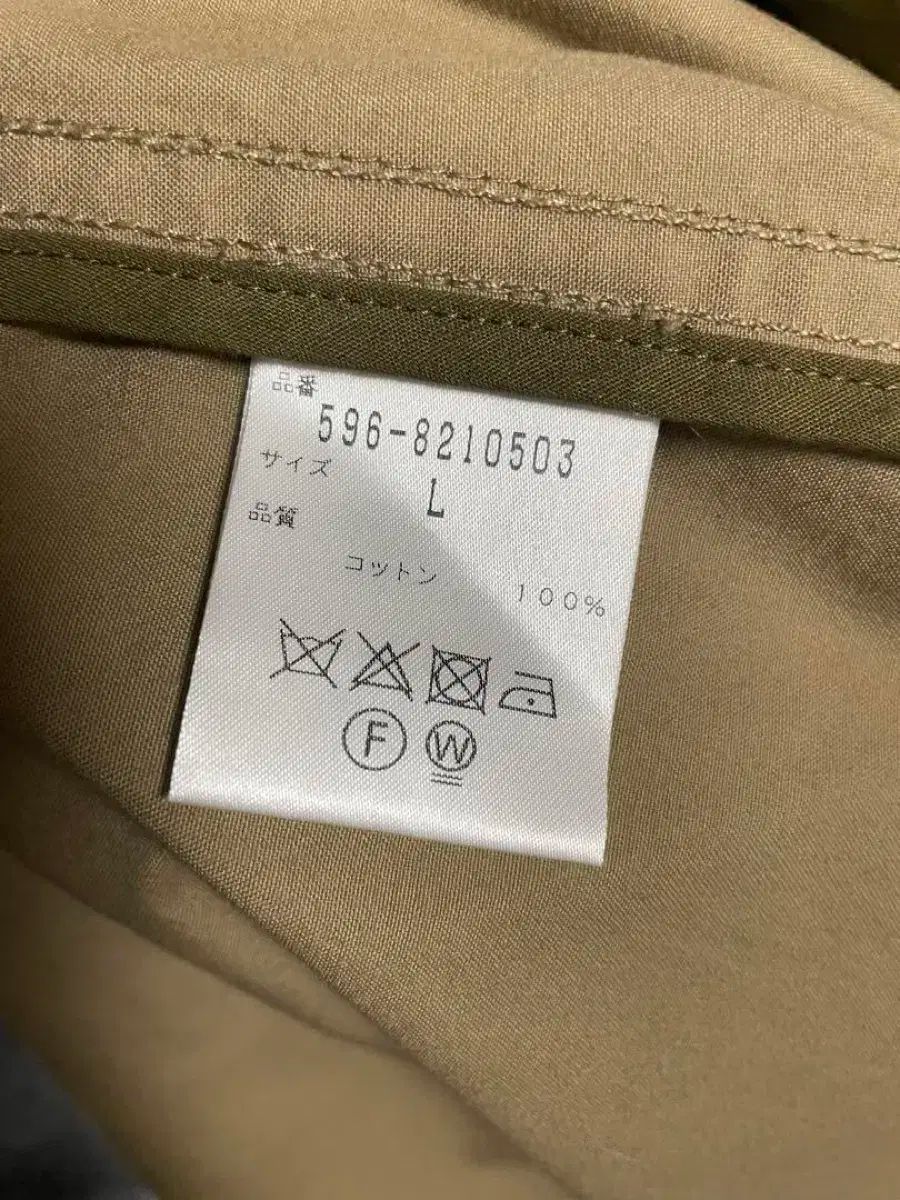 品番
596-8210503
サイズ
L
品質
コットン 100%
F W